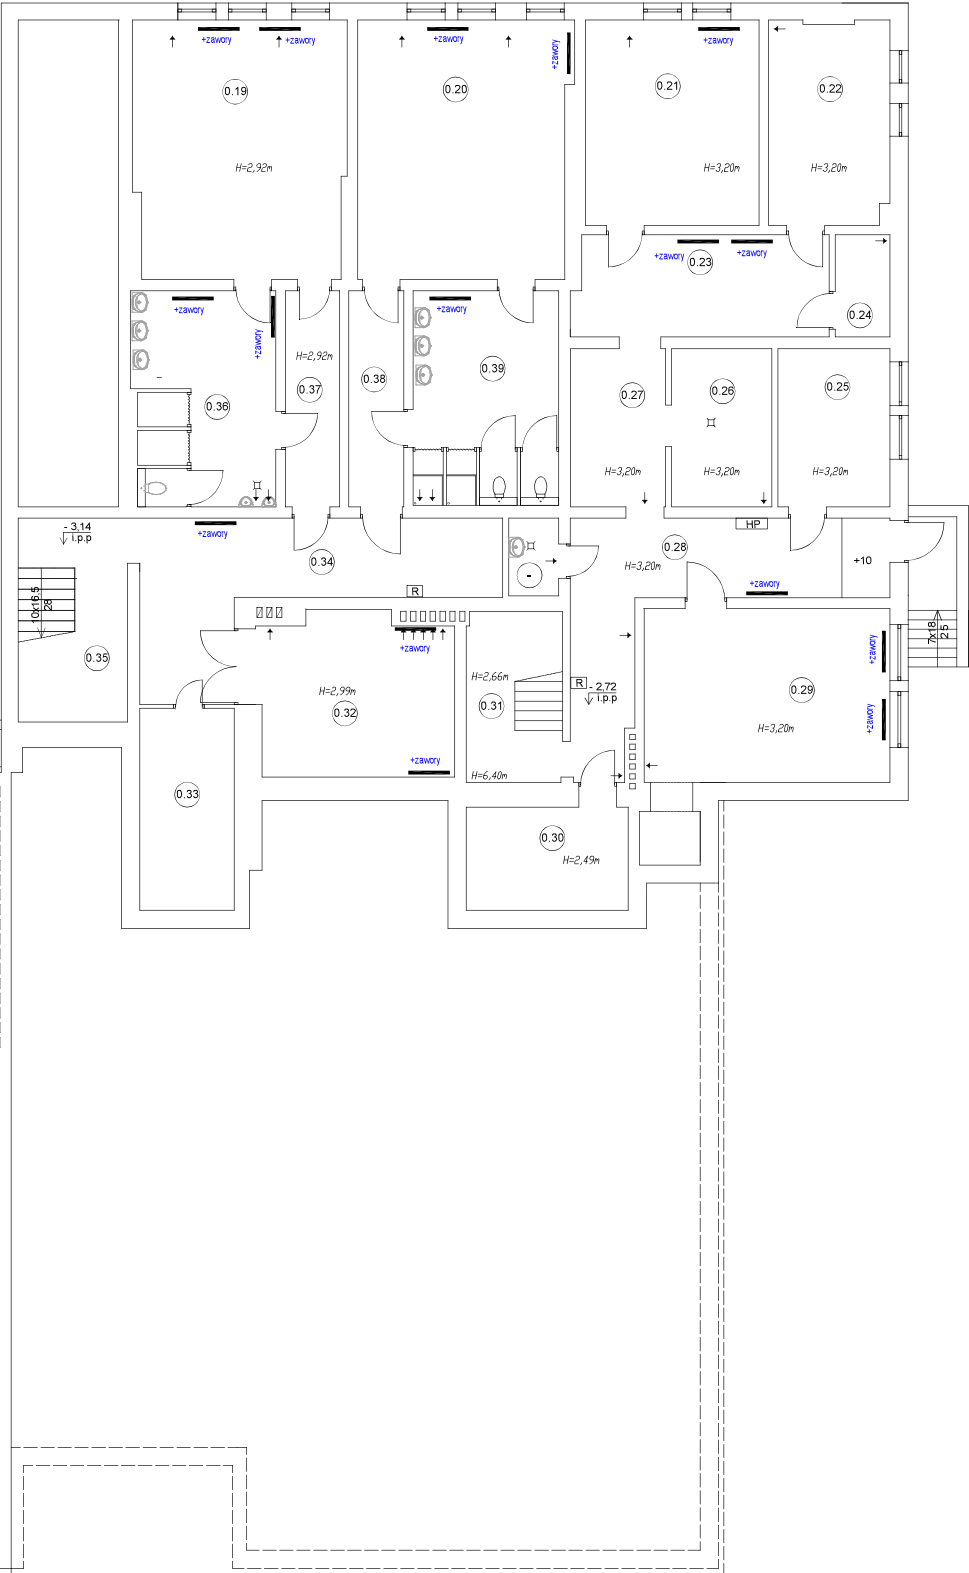 +zawory
+zawory
+zawory
+zawory
+zawory
0.19
0.20
0.21
0.22
H=2,92m
H=3,20m
H=3,20m
+zawory
+zawory
0.23
+zawory
+zawory
+zawory
0.24
H=2,92m
0.39
0.38
0.37
0.36
0.27
0.26
0.25
H=3,20m
H=3,20m
H=3,20m
- 3,14
i.p.p
+zawory
HP
0.28
0.34
H=3,20m
+10
R
+zawory
10x16.5
28
7x18
25
0.35
+zawory
+zawory
H=2,66m
R
- 2,72
i.p.p
H=2,99m
0.32
0.31
0.29
+zawory
H=3,20m
+zawory
H=6,40m
0.33
0.30
H=2,49m